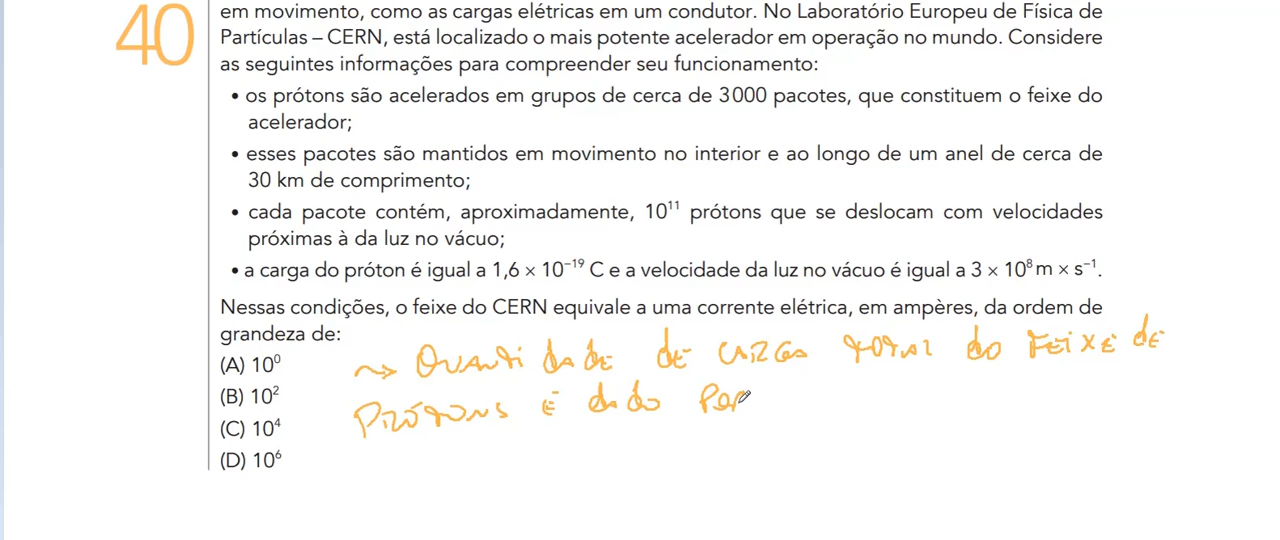 40
em movimento, como as cargas elétricas em um condutor. No Laboratório Europeu de Física de
Partículas – CERN, está localizado o mais potente acelerador em operação no mundo. Considere
as seguintes informações para compreender seu funcionamento:
• os prótons são acelerados em grupos de cerca de 3000 pacotes, que constituem o feixe do
acelerador;
• esses pacotes são mantidos em movimento no interior e ao longo de um anel de cerca de
30 km de comprimento;
• cada pacote contém, aproximadamente, 10¹¹ prótons que se deslocam com velocidades
próximas à da luz no vácuo;
• a carga do próton é igual a 1,6 × 10⁻¹⁹ C e a velocidade da luz no vácuo é igual a 3 × 10⁸ m × s⁻¹.
Nessas condições, o feixe do CERN equivale a uma corrente elétrica, em ampères, da ordem de
grandeza de:
(A) 10⁰
(B) 10²
(C) 10⁴
(D) 10⁶
→ QUANTIDADE DE CARGA TOTAL DO FEIXE DE
PRÓTONS É DADO POR